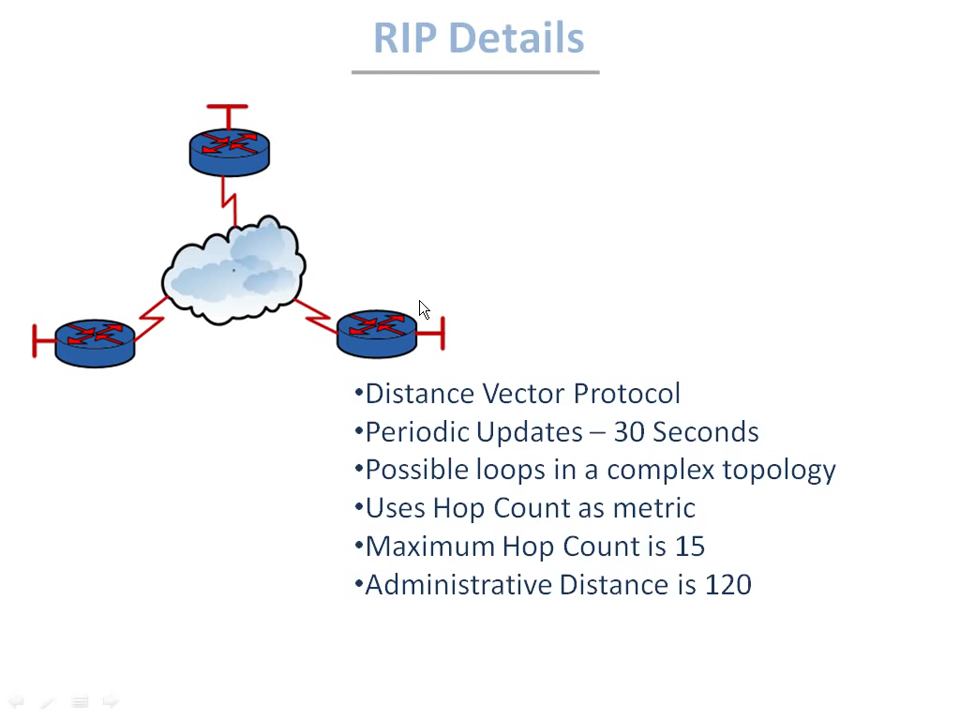 RIP Details
•Distance Vector Protocol
•Periodic Updates – 30 Seconds
•Possible loops in a complex topology
•Uses Hop Count as metric
•Maximum Hop Count is 15
•Administrative Distance is 120